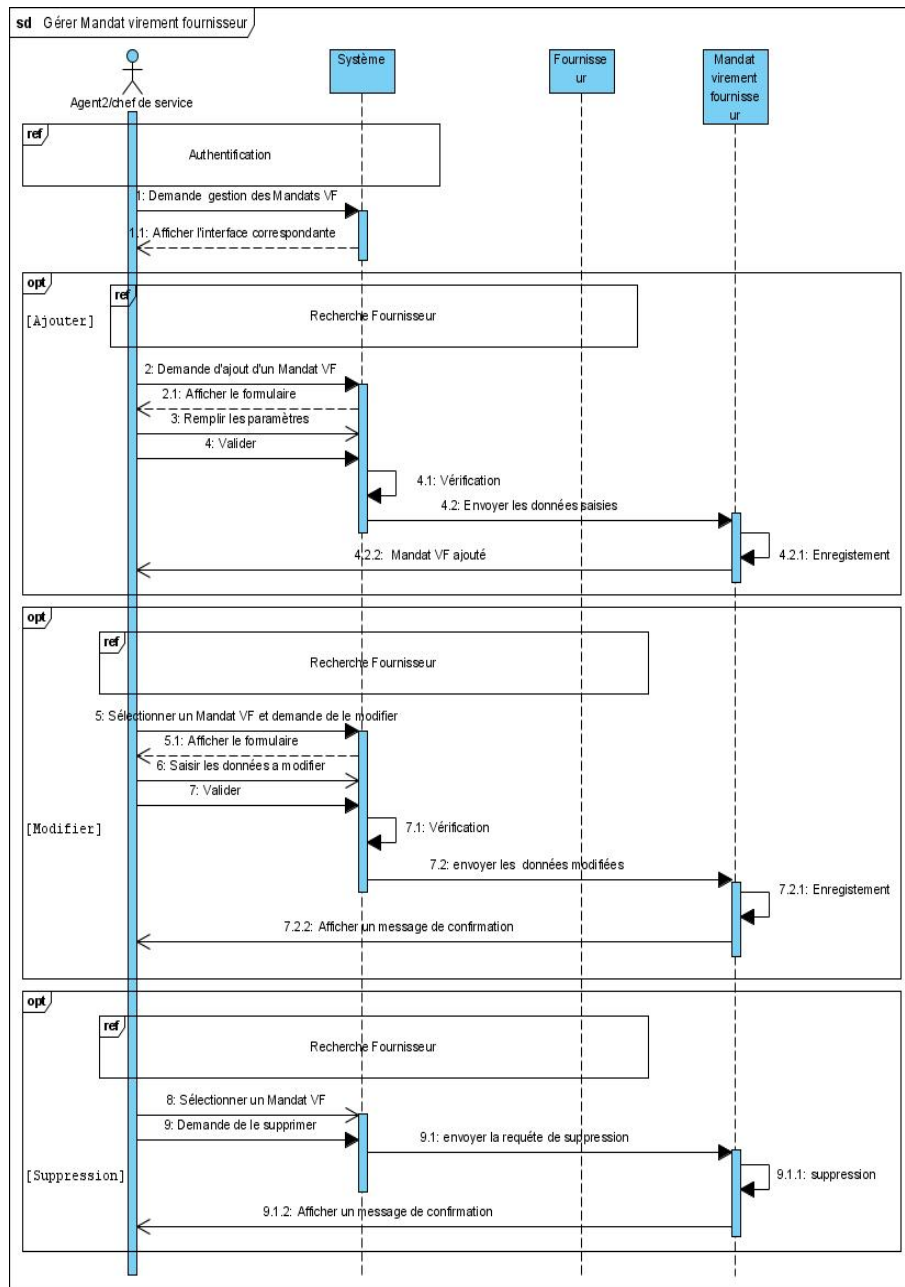 sd Gérer Mandat virement fournisseur
Agent2/chef de service
Système
Fournisse
ur
Mandat
virement
fournisse
ur
ref
Authentification
1: Demande gestion des Mandats VF
1.1: Afficher l'interface correspondante
opt
[Ajouter]
ref
Recherche Fournisseur
2: Demande d'ajout d'un Mandat VF
2.1: Afficher le formulaire
3: Remplir les paramètres
4: Valider
4.1: Vérification
4.2: Envoyer les données saisies
4.2.1: Enregistement
4.2.2: Mandat VF ajouté
opt
ref
Recherche Fournisseur
5: Sélectionner un Mandat VF et demande de le modifier
5.1: Afficher le formulaire
6: Saisir les données a modifier
7: Valider
[Modifier]
7.1: Vérification
7.2: envoyer les données modifiées
7.2.1: Enregistement
7.2.2: Afficher un message de confirmation
opt
ref
Recherche Fournisseur
8: Sélectionner un Mandat VF
9: Demande de le supprimer
9.1: envoyer la requéte de suppression
[Suppression]
9.1.1: suppression
9.1.2: Afficher un message de confirmation